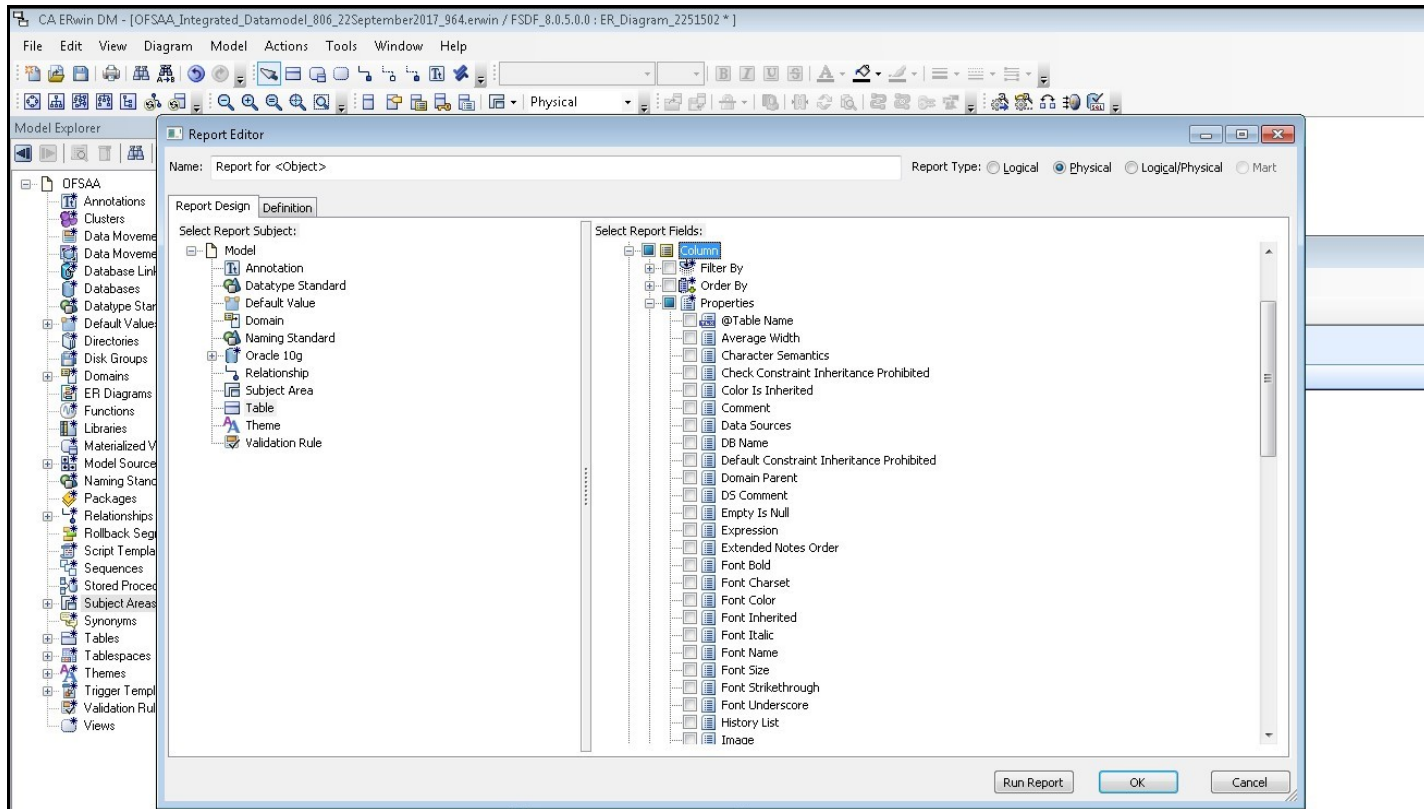 CA ERwin DM - [OFSAA_Integrated_Datamodel_806_22September2017_964.erwin / FSDF_8.0.5.0.0 : ER_Diagram_2251502 * ]
File Edit View Diagram Model Actions Tools Window Help
Physical
Model Explorer
OFSAA
Annotations
Clusters
Data Moveme
Data Moveme
Database Link
Databases
Datatype Star
Default Value
Directories
Disk Groups
Domains
ER Diagrams
Functions
Libraries
Materialized V
Model Source
Naming Stand
Packages
Relationships
Rollback Seg
Script Templa
Sequences
Stored Proced
Subject Areas
Synonyms
Tables
Tablespaces
Themes
Trigger Templ
Validation Rul
Views
Report Editor
Name: Report for <Object>
Report Type: Logical Physical Logical/Physical Mart
Report Design Definition
Select Report Subject:
Model
Annotation
Datatype Standard
Default Value
Domain
Naming Standard
Oracle 10g
Relationship
Subject Area
Table
Theme
Validation Rule
Select Report Fields:
Column
Filter By
Order By
Properties
@Table Name
Average Width
Character Semantics
Check Constraint Inheritance Prohibited
Color Is Inherited
Comment
Data Sources
DB Name
Default Constraint Inheritance Prohibited
Domain Parent
DS Comment
Empty Is Null
Expression
Extended Notes Order
Font Bold
Font Charset
Font Color
Font Inherited
Font Italic
Font Name
Font Size
Font Strikethrough
Font Underscore
History List
Image
Run Report OK Cancel